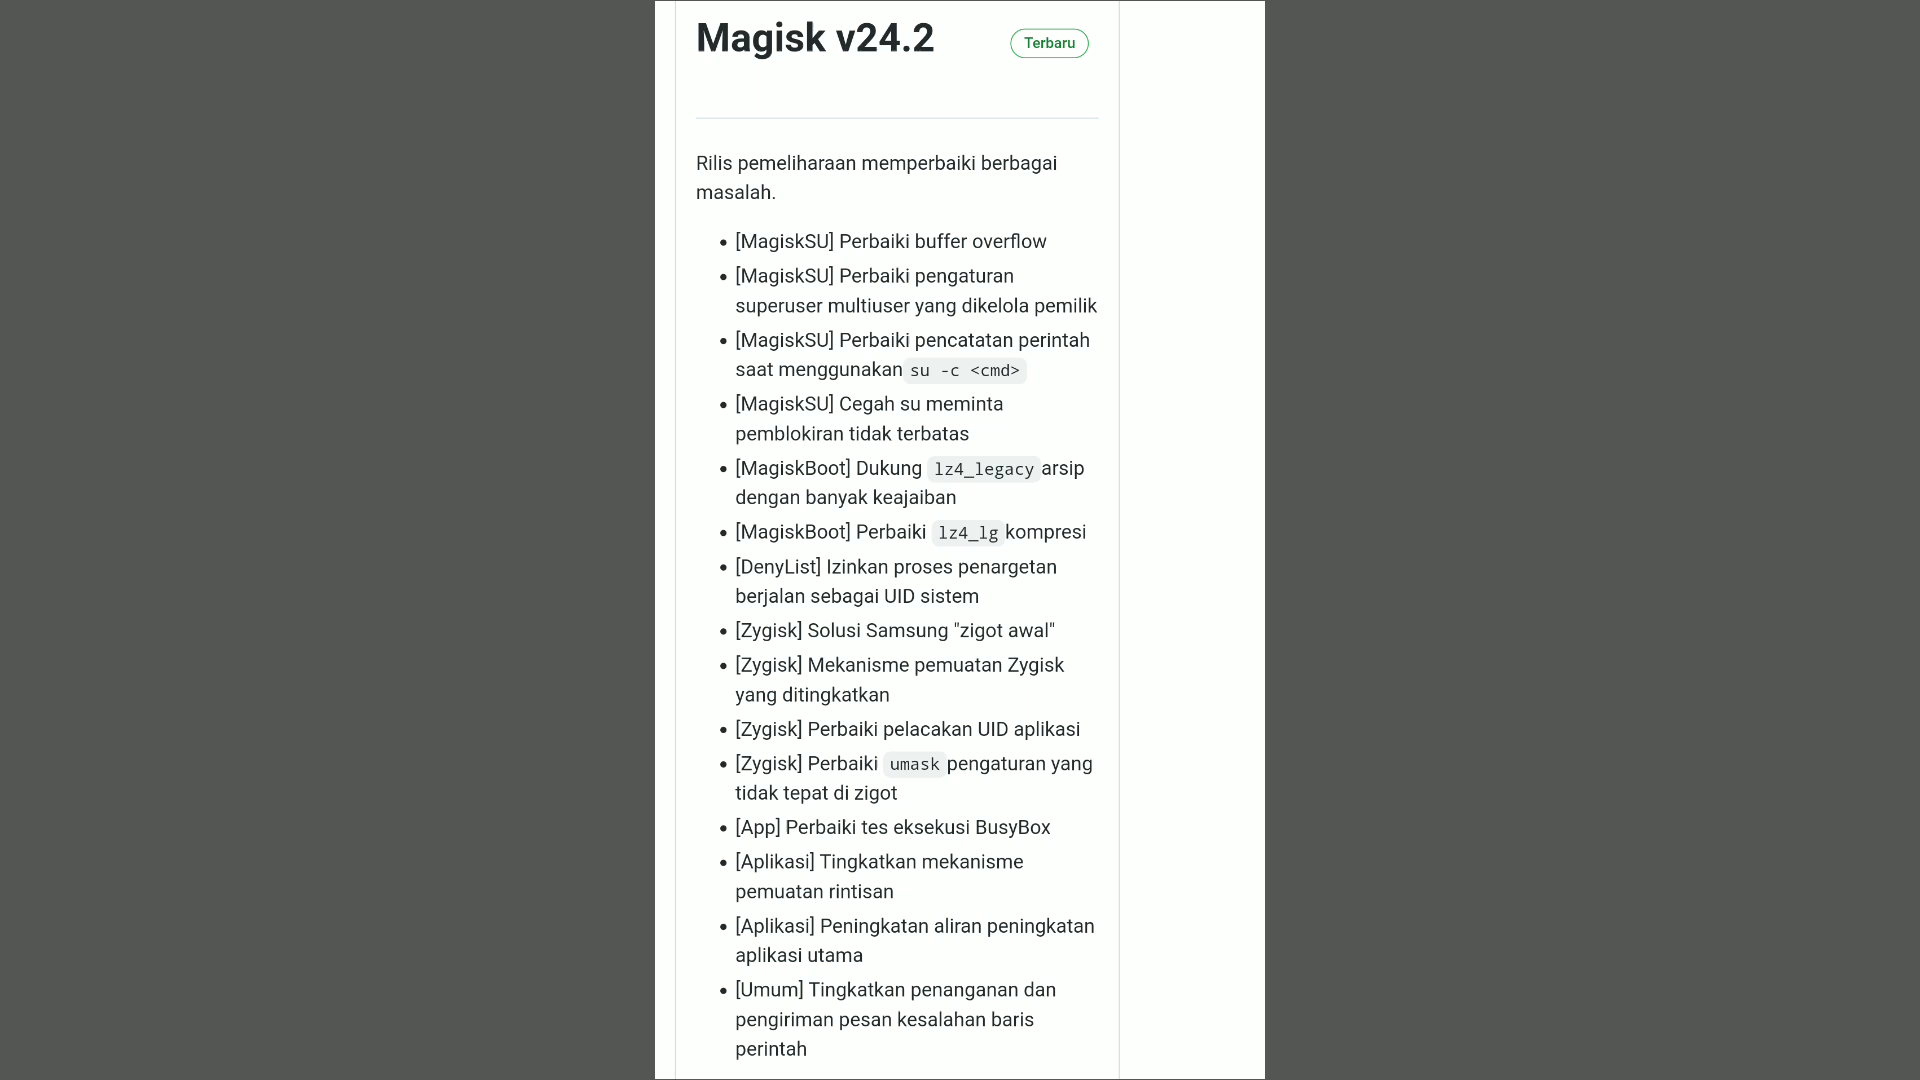 Magisk v24.2
Terbaru
Rilis pemeliharaan memperbaiki berbagai
masalah.
• [MagiskSU] Perbaiki buffer overflow
• [MagiskSU] Perbaiki pengaturan
superuser multiuser yang dikelola pemilik
• [MagiskSU] Perbaiki pencatatan perintah
saat menggunakan su -c <cmd>
• [MagiskSU] Cegah su meminta
pemblokiran tidak terbatas
• [MagiskBoot] Dukung lz4_legacy arsip
dengan banyak keajaiban
• [MagiskBoot] Perbaiki lz4_lg kompresi
• [DenyList] Izinkan proses penargetan
berjalan sebagai UID sistem
• [Zygisk] Solusi Samsung "zigot awal"
• [Zygisk] Mekanisme pemuatan Zygisk
yang ditingkatkan
• [Zygisk] Perbaiki pelacakan UID aplikasi
• [Zygisk] Perbaiki umask pengaturan yang
tidak tepat di zigot
• [App] Perbaiki tes eksekusi BusyBox
• [Aplikasi] Tingkatkan mekanisme
pemuatan rintisan
• [Aplikasi] Peningkatan aliran peningkatan
aplikasi utama
• [Umum] Tingkatkan penanganan dan
pengiriman pesan kesalahan baris
perintah